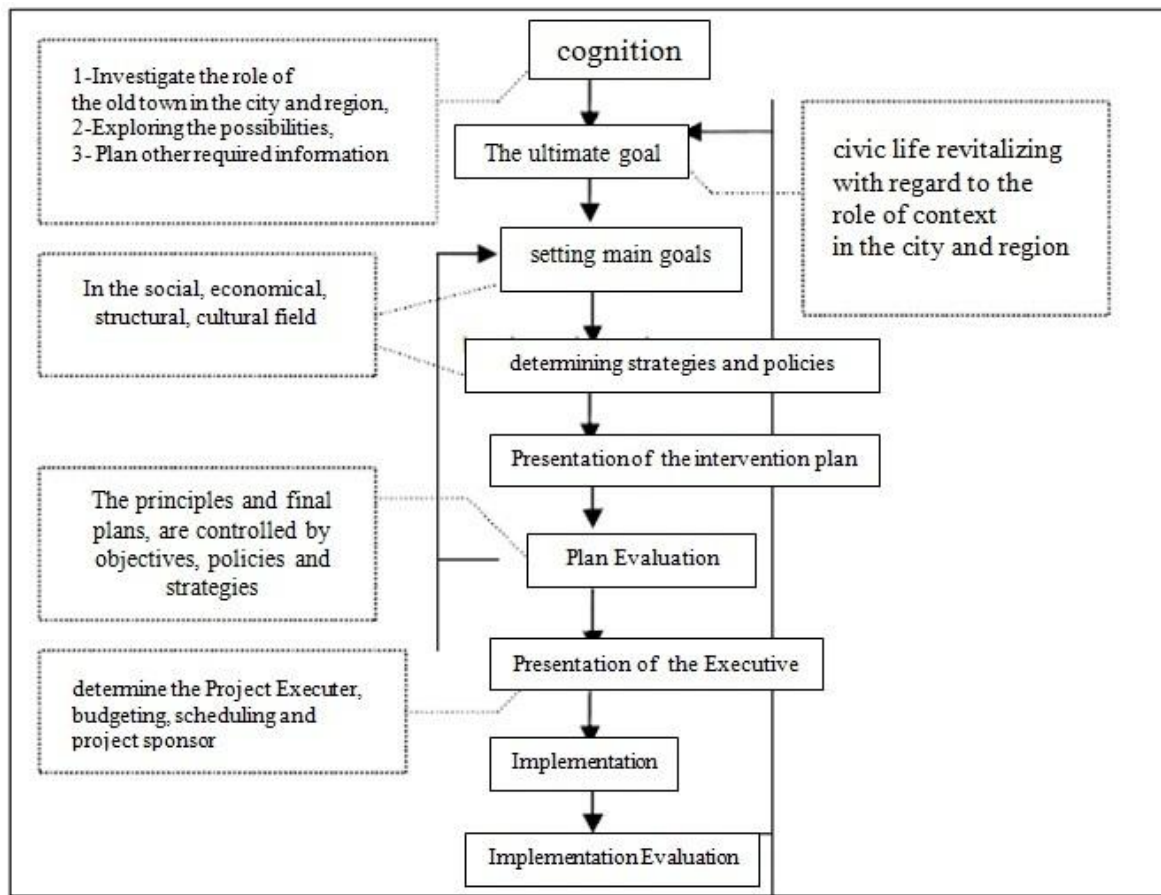 cognition
1-Investigate the role of
the old town in the city and region,
2-Exploring the possibilities,
3- Plan other required information
The ultimate goal
civic life revitalizing
with regard to the
role of context
in the city and region
setting main goals
In the social, economical,
structural, cultural field
determining strategies and policies
Presentation of the intervention plan
The principles and final
plans, are controlled by
objectives, policies and
strategies
Plan Evaluation
Presentation of the Executive
determine the Project Executer,
budgeting, scheduling and
project sponsor
Implementation
Implementation Evaluation